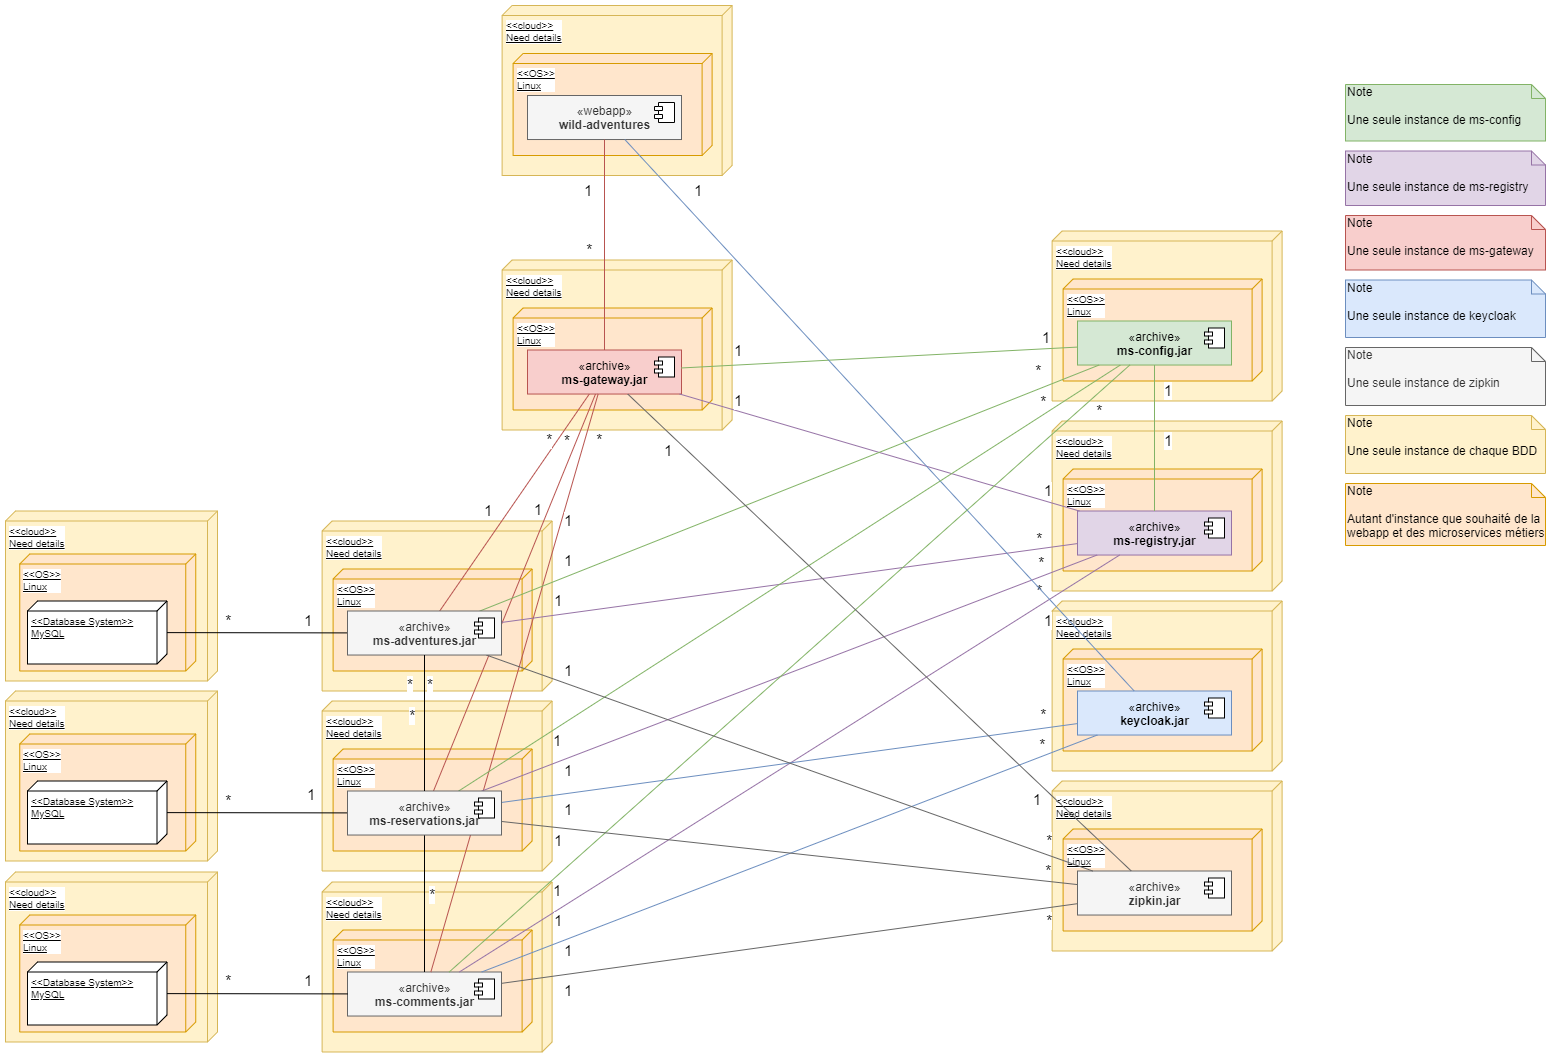 <<cloud>>
Need details
<<OS>>
Linux
«webapp»
wild-adventures
1
1
*
<<cloud>>
Need details
<<OS>>
Linux
«archive»
ms-gateway.jar
1
1
*
*
*
1
<<cloud>>
Need details
<<OS>>
Linux
«archive»
ms-config.jar
1
*
*
*
1
1
<<cloud>>
Need details
<<OS>>
Linux
«archive»
ms-registry.jar
1
*
*
*
<<cloud>>
Need details
<<OS>>
Linux
«archive»
keycloak.jar
1
*
*
<<cloud>>
Need details
<<OS>>
Linux
«archive»
zipkin.jar
1
*
*
*
<<cloud>>
Need details
<<OS>>
Linux
<<Database System>>
MySQL
*
1
<<cloud>>
Need details
<<OS>>
Linux
«archive»
ms-adventures.jar
1
1
1
1
1
1
*
*
*
<<cloud>>
Need details
<<OS>>
Linux
<<Database System>>
MySQL
*
1
<<cloud>>
Need details
<<OS>>
Linux
«archive»
ms-reservations.jar
1
1
1
1
*
<<cloud>>
Need details
<<OS>>
Linux
<<Database System>>
MySQL
*
1
<<cloud>>
Need details
<<OS>>
Linux
«archive»
ms-comments.jar
1
1
1
1
Note
Une seule instance de ms-config
Note
Une seule instance de ms-registry
Note
Une seule instance de ms-gateway
Note
Une seule instance de keycloak
Note
Une seule instance de zipkin
Note
Une seule instance de chaque BDD
Note
Autant d'instance que souhaité de la
webapp et des microservices métiers